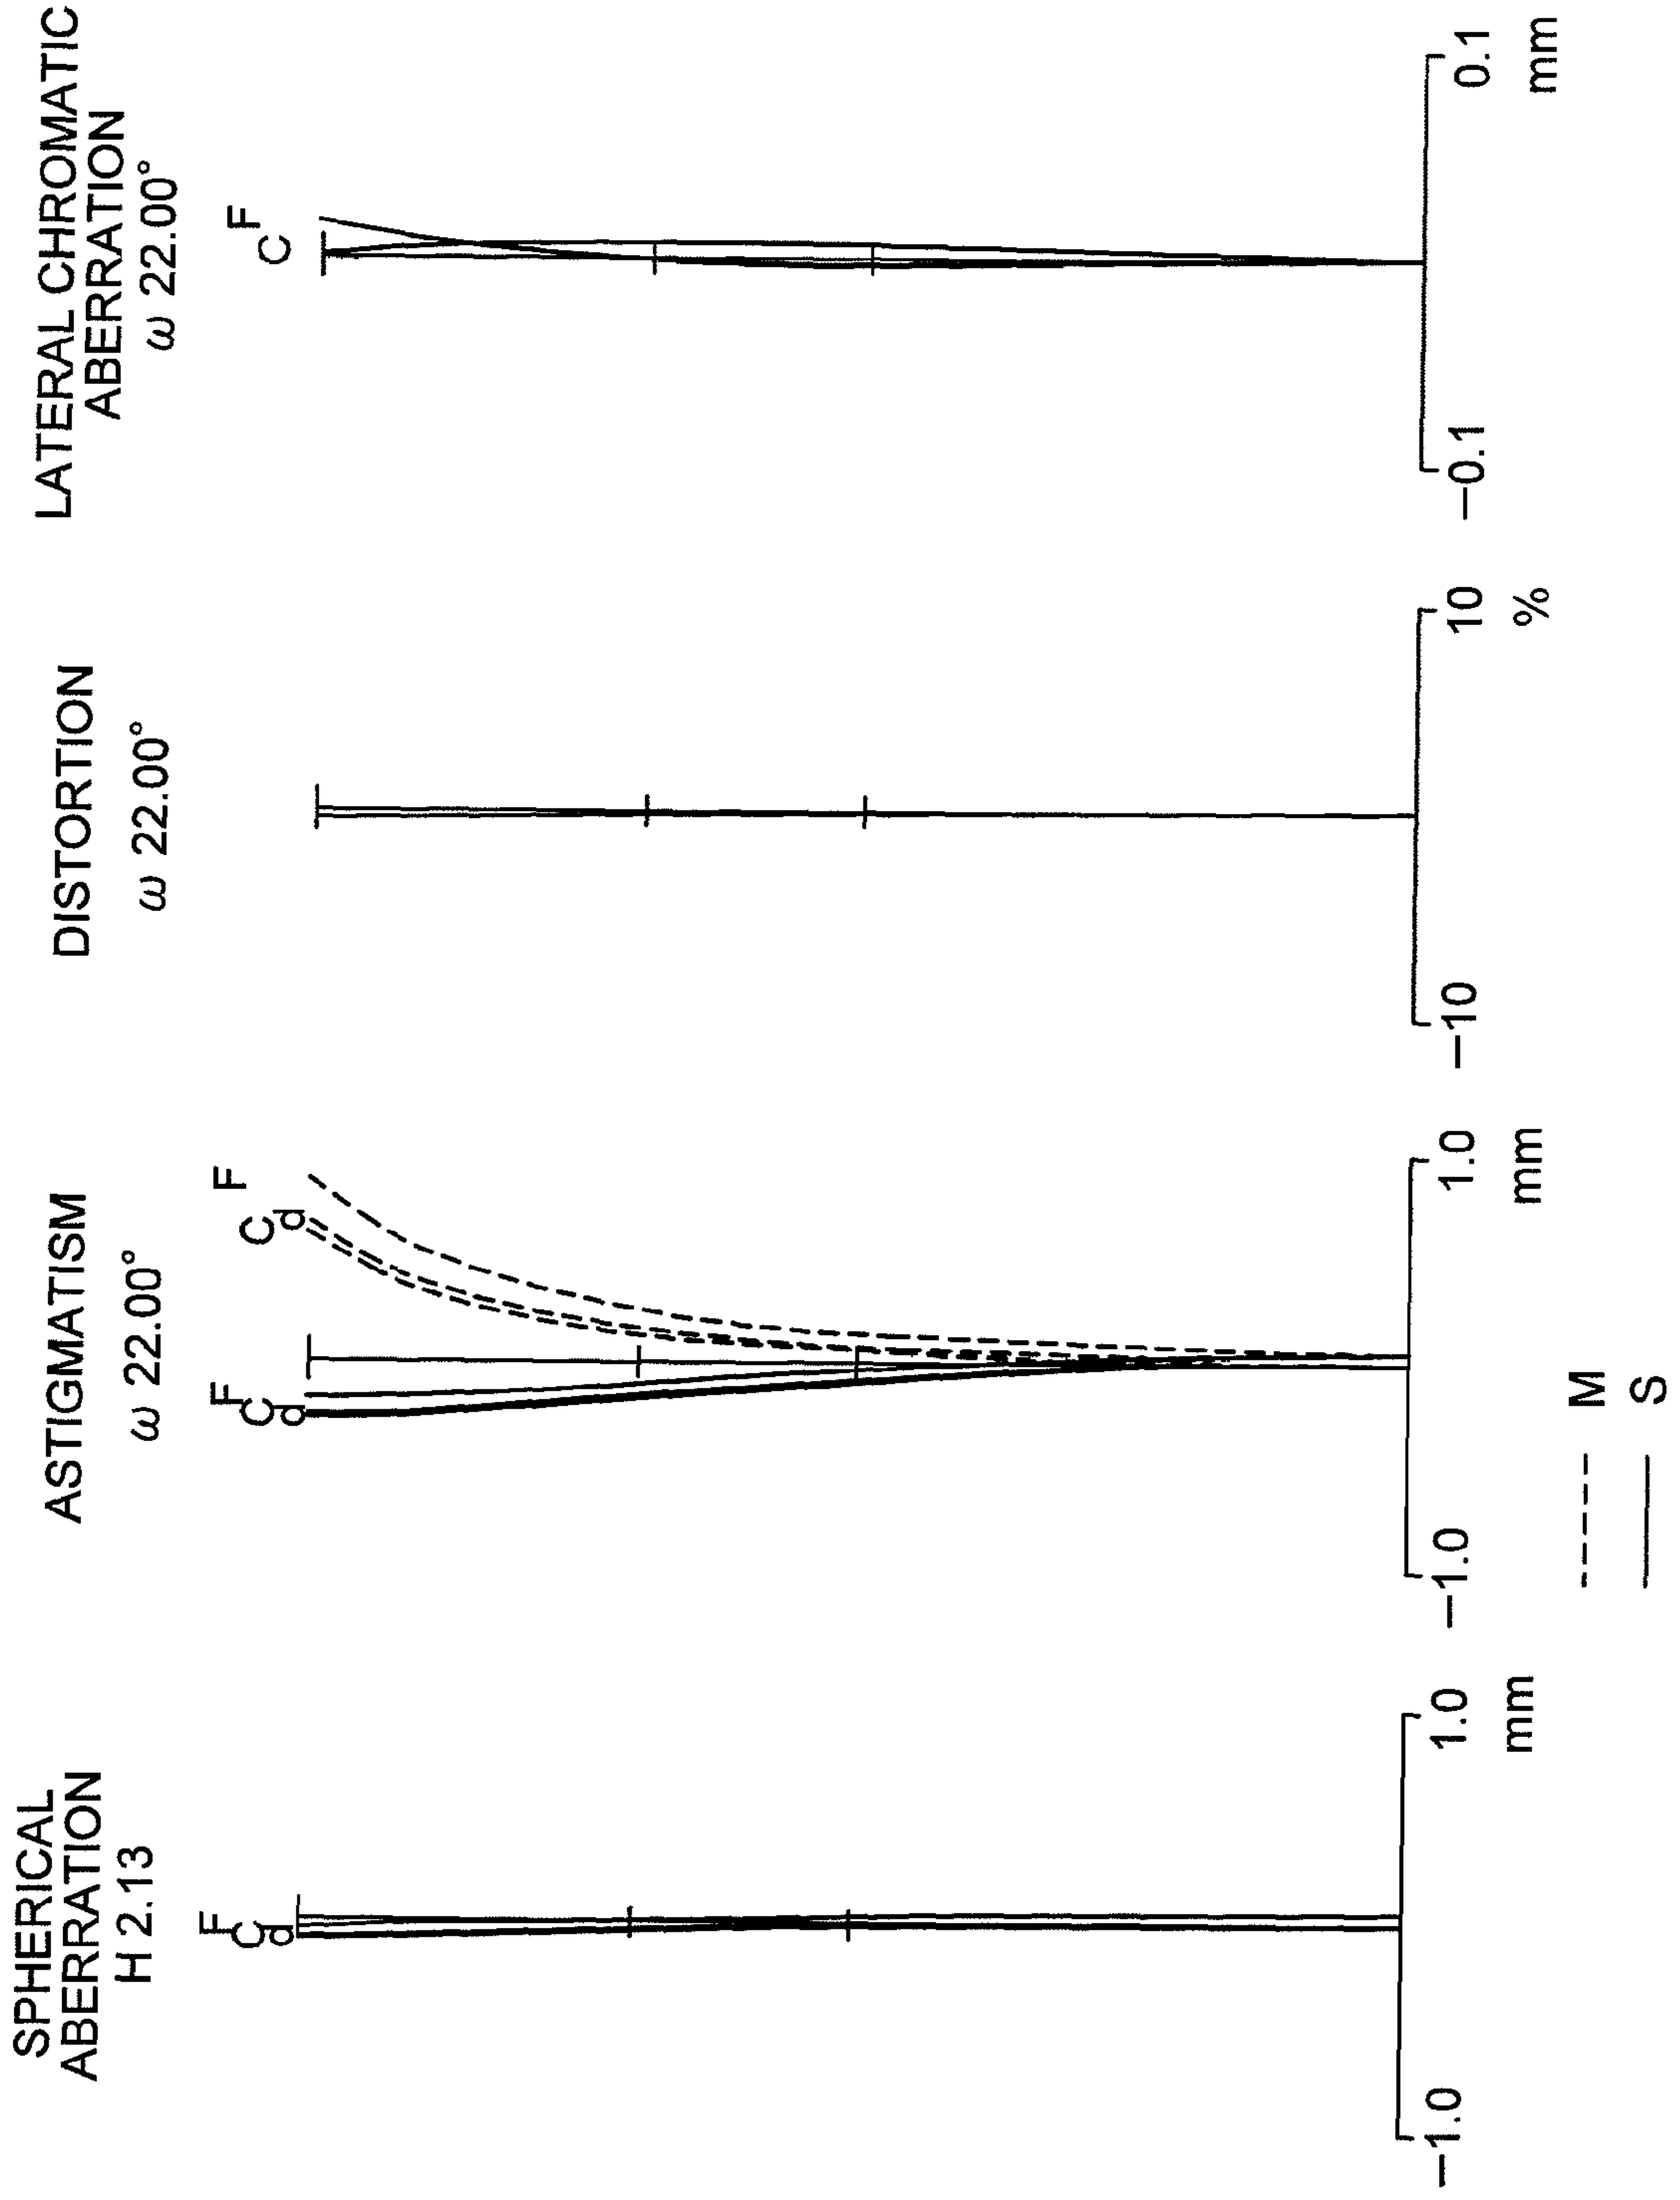 SPHERICAL
ABERRATION
H 2.13
F
C
d
-1.0
1.0
mm
ASTIGMATISM
ω 22.00°
F
C
d
C
d
F
-1.0
1.0
mm
M
S
DISTORTION
ω 22.00°
-10
10
%
LATERAL CHROMATIC
ABERRATION
ω 22.00°
C
F
-0.1
0.1
mm